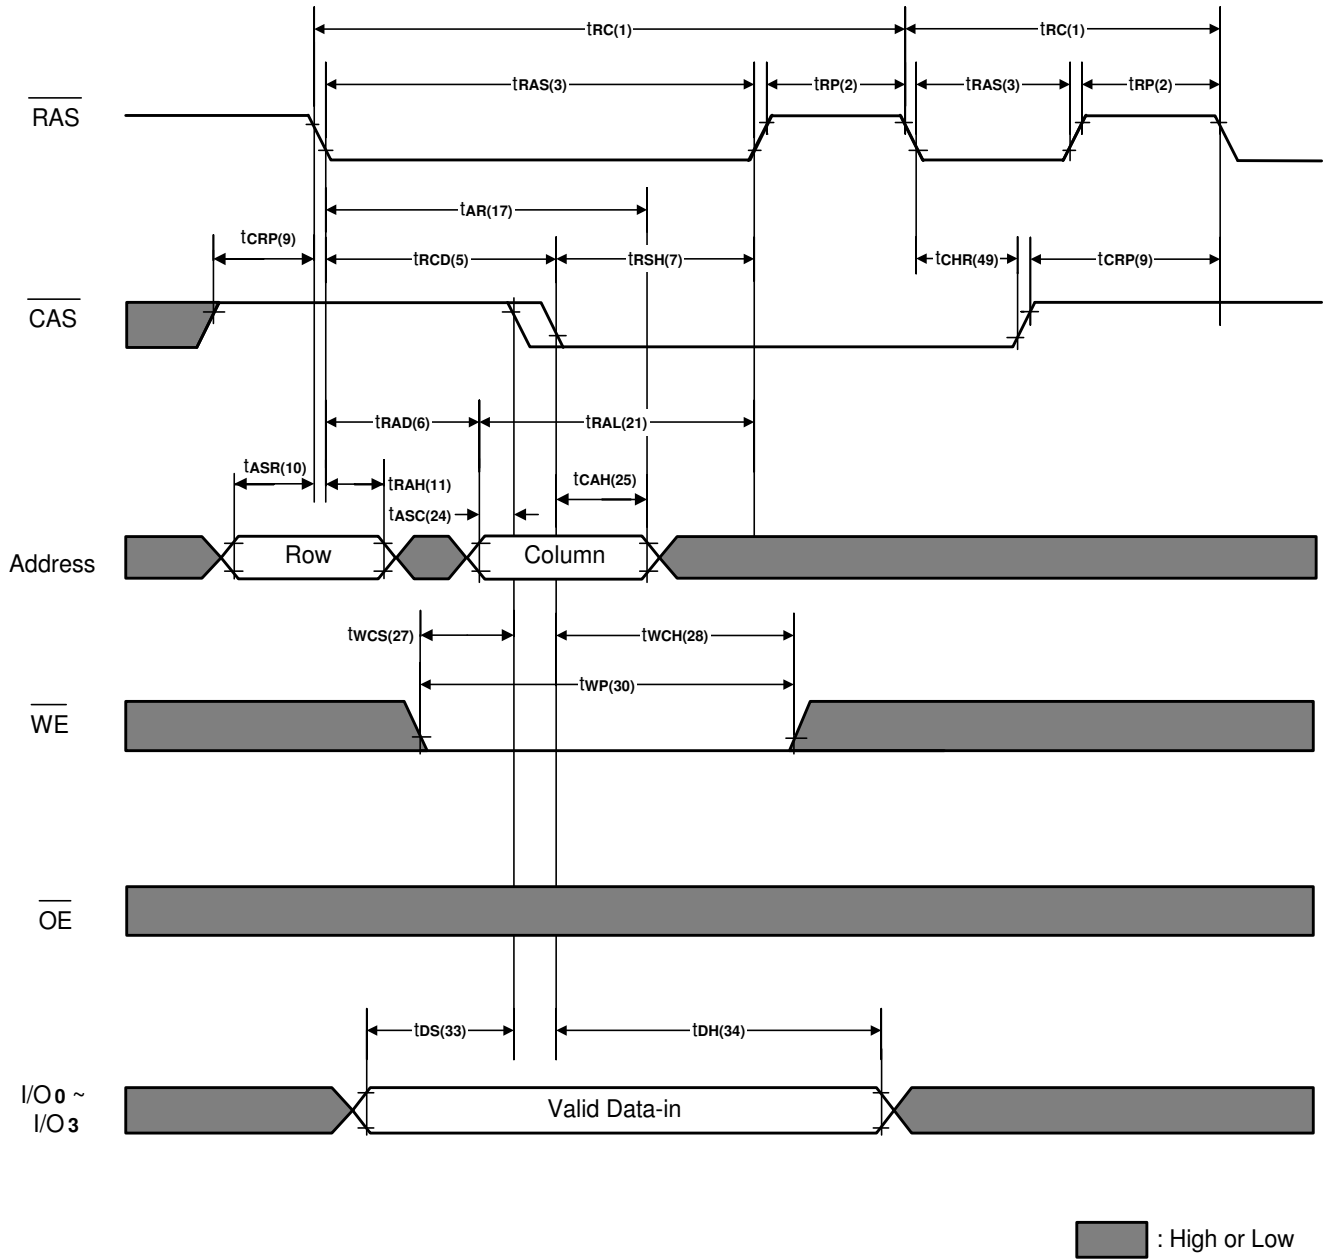 tRC(1) tRC(1)
tRAS(3) tRP(2) tRAS(3) tRP(2)
RAS
tAR(17)
tCRP(9) tRCD(5) tRSH(7) tCHR(49) tCRP(9)
CAS
tRAD(6) tRAL(21)
tASR(10) tRAH(11) tCAH(25)
tASC(24)
Address Row Column
tWCS(27) tWCH(28)
tWP(30)
WE
OE
tDS(33) tDH(34)
I/O0 ~
I/O3
Valid Data-in
: High or Low